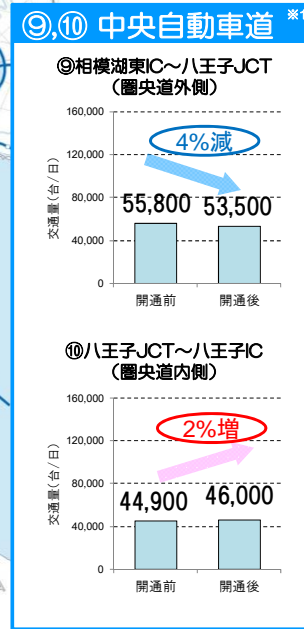 ⑨,⑩ 中央自動車道 ※1
⑨相模湖東IC～八王子JCT
（圏央道外側）
160,000
120,000
80,000
40,000
0
交通量(台/日)
4%減
55,800 53,500
開通前 開通後
⑩八王子JCT～八王子IC
（圏央道内側）
160,000
120,000
80,000
40,000
0
交通量(台/日)
2%増
44,900 46,000
開通前 開通後